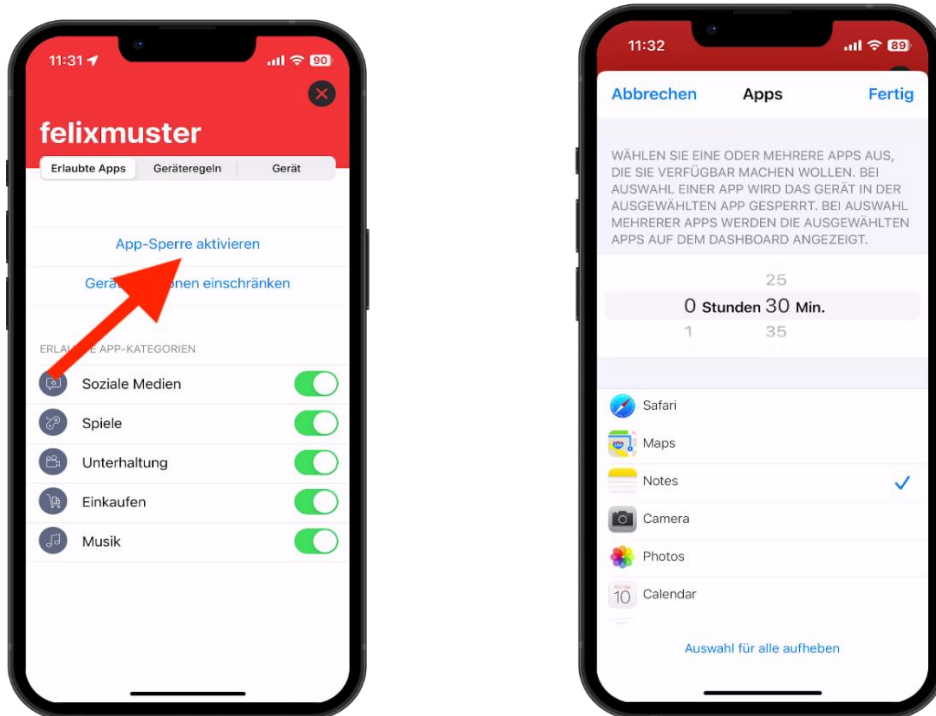 11:31
90
felixmuster
Erlaubte Apps Geräteregeln Gerät
App-Sperre aktivieren
einschränken
APP-KATEGORIEN
Soziale Medien
Spiele
Unterhaltung
Einkaufen
Musik
11:32
89
Abbrechen Apps Fertig
WÄHLEN SIE EINE ODER MEHRERE APPS AUS,
DIE SIE VERFÜGBAR MACHEN WOLLEN. BEI
AUSWAHL EINER APP WIRD DAS GERÄT IN DER
AUSGEWÄHLTEN APP GESPERRT. BEI AUSWAHL
MEHRERER APPS WERDEN DIE AUSGEWÄHLTEN
APPS AUF DEM DASHBOARD ANGEZEIGT.
25
0 Stunden 30 Min.
1 35
Safari
Maps
Notes
Camera
Photos
10 Calendar
Auswahl für alle aufheben